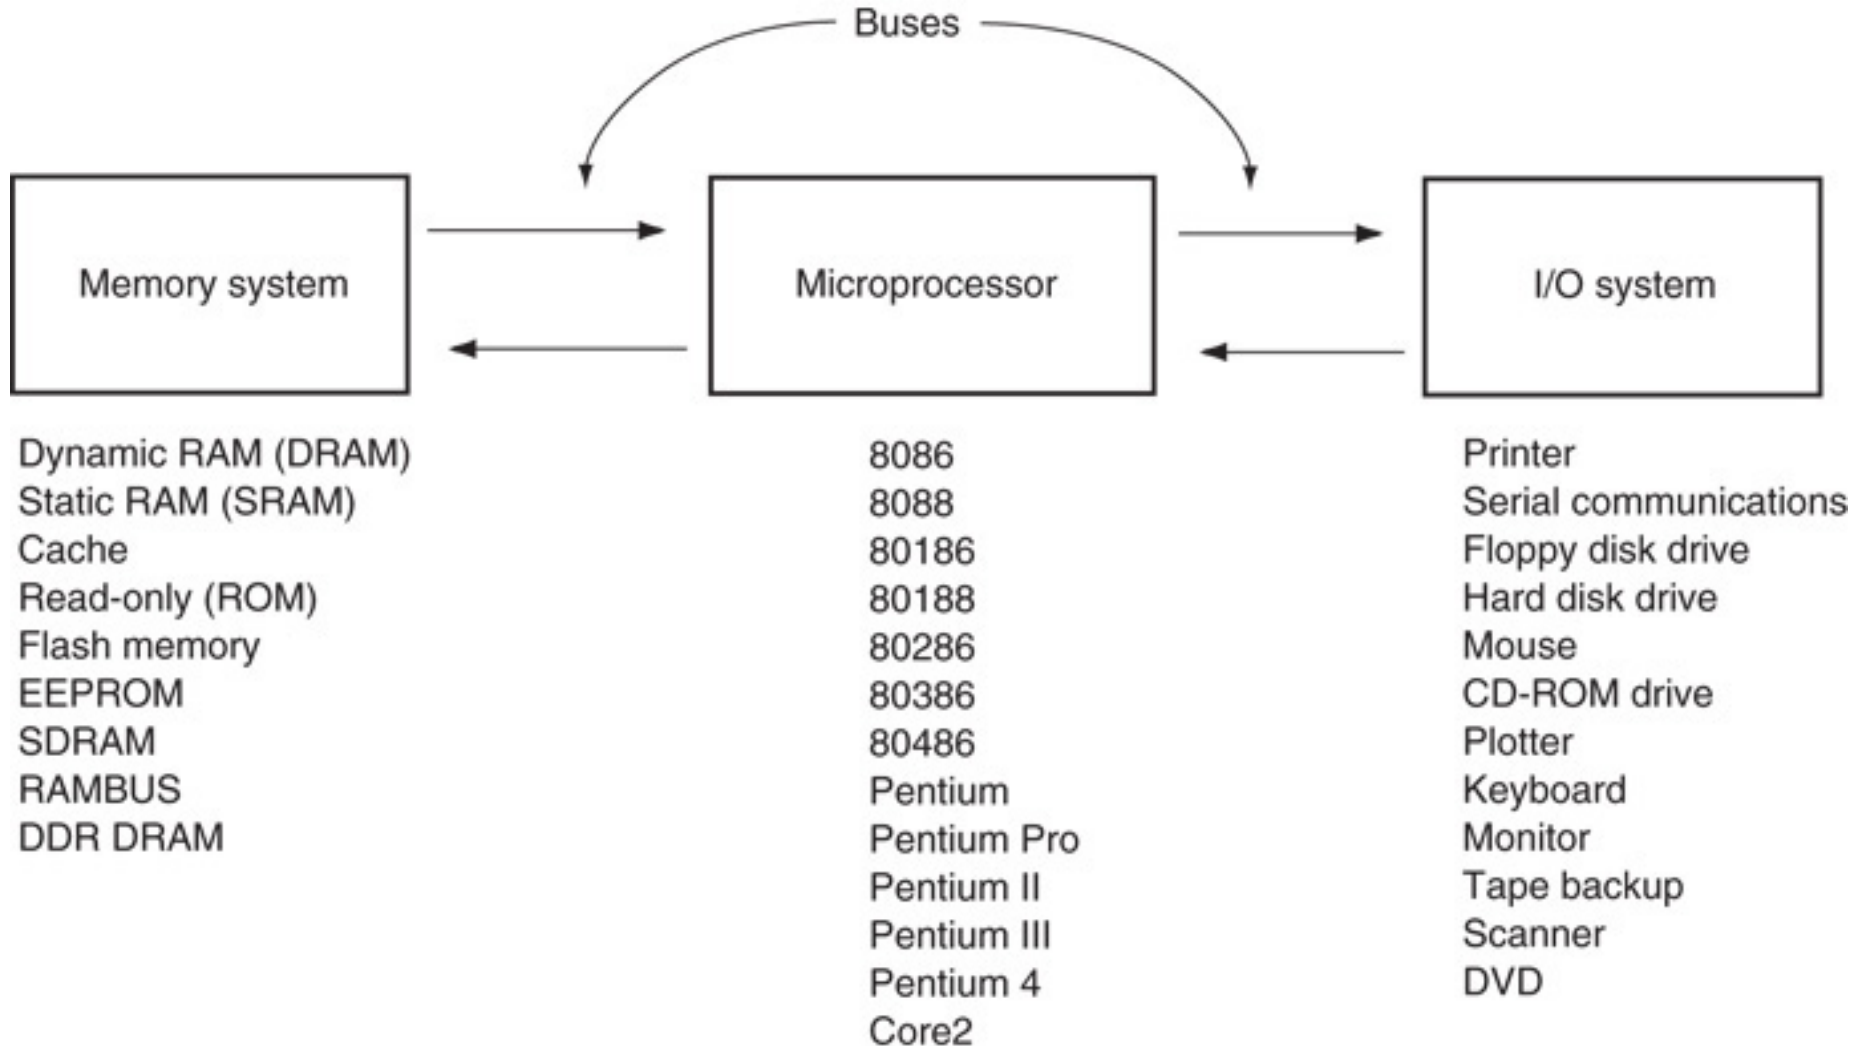 Buses
Memory system
Microprocessor
I/O system
Dynamic RAM (DRAM)
Static RAM (SRAM)
Cache
Read-only (ROM)
Flash memory
EEPROM
SDRAM
RAMBUS
DDR DRAM
8086
8088
80186
80188
80286
80386
80486
Pentium
Pentium Pro
Pentium II
Pentium III
Pentium 4
Core2
Printer
Serial communications
Floppy disk drive
Hard disk drive
Mouse
CD-ROM drive
Plotter
Keyboard
Monitor
Tape backup
Scanner
DVD